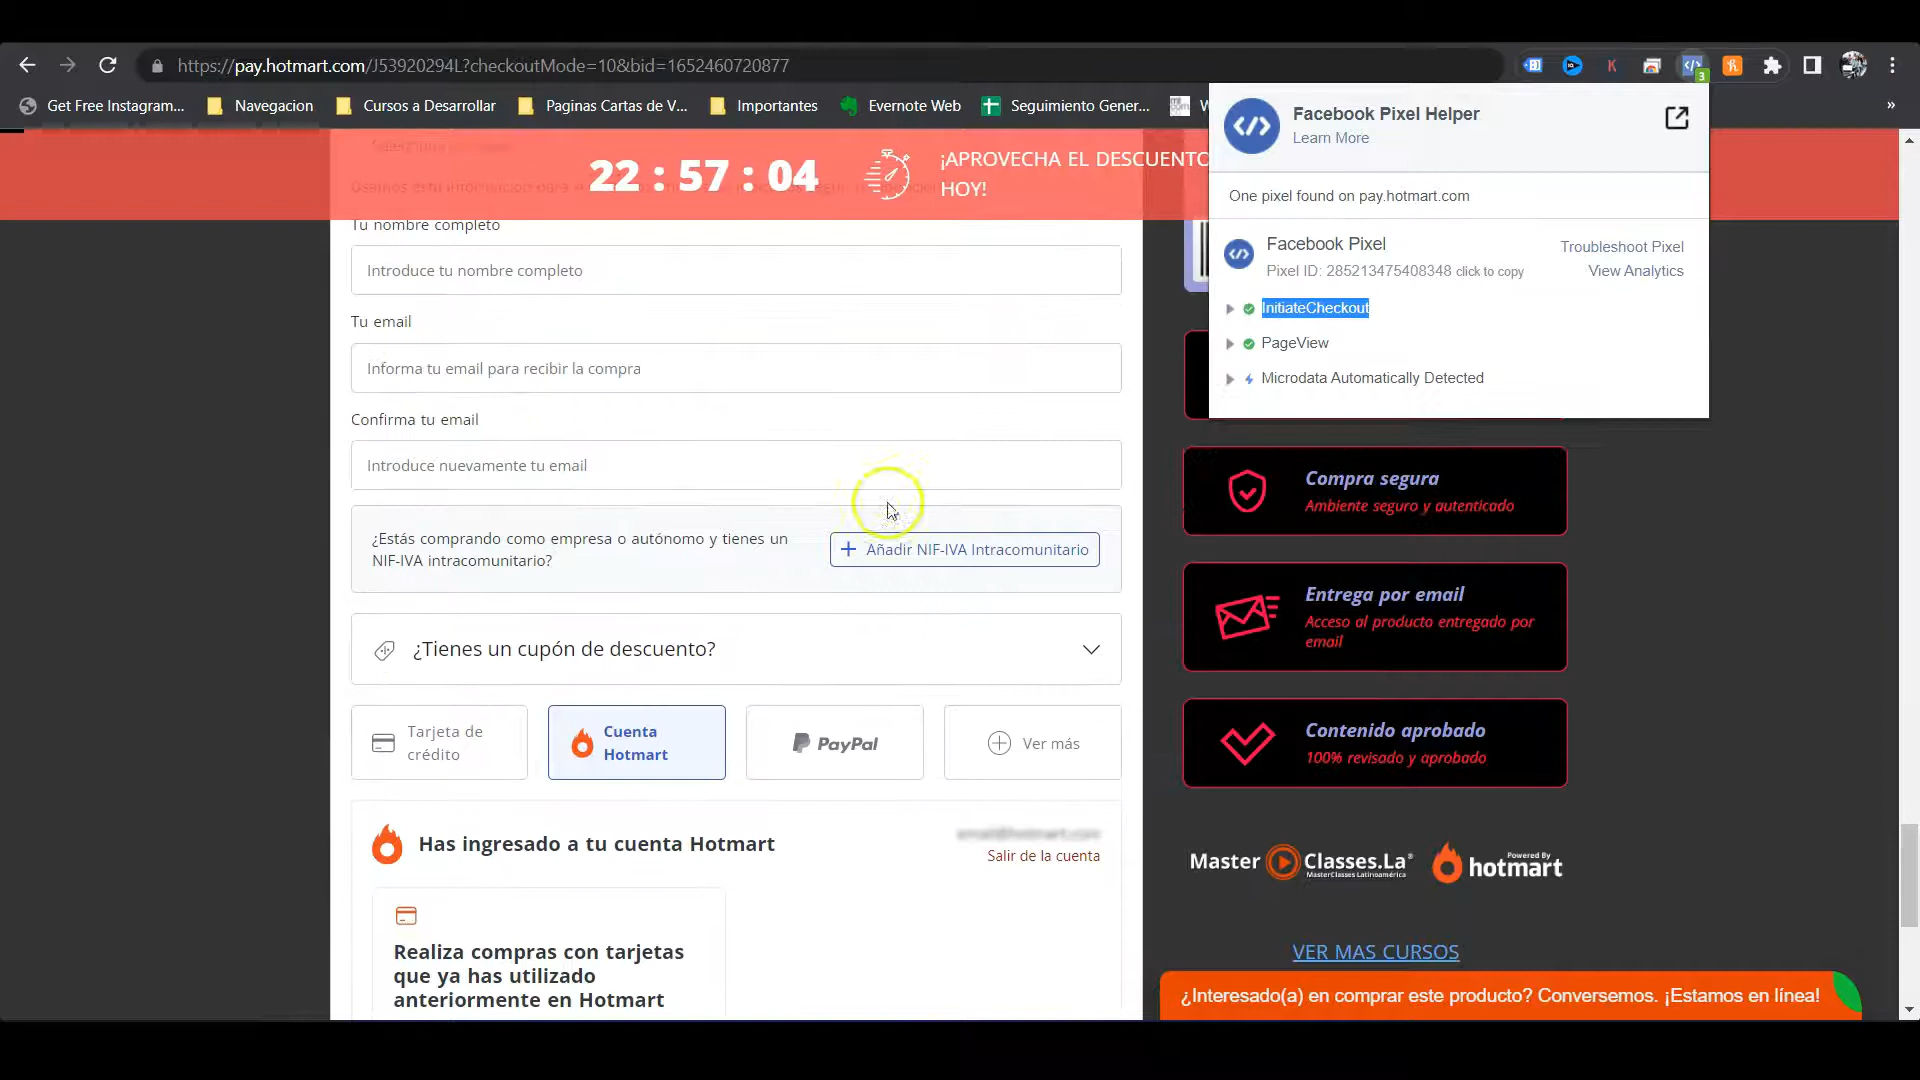 https://pay.hotmart.com/J53920294L?checkoutMode=10&bid=1652460720877
3
Get Free Instagram...
Navegacion
Cursos a Desarrollar
Paginas Cartas de V...
Importantes
Evernote Web
Seguimiento Gener...
»
22 : 57 : 04
¡APROVECHA EL DESCUENTO
HOY!
Facebook Pixel Helper
Learn More
One pixel found on pay.hotmart.com
Facebook Pixel
Troubleshoot Pixel
Pixel ID: 285213475408348 click to copy
View Analytics
InitiateCheckout
PageView
Microdata Automatically Detected
Tu nombre completo
Introduce tu nombre completo
Tu email
Informa tu email para recibir la compra
Confirma tu email
Introduce nuevamente tu email
¿Estás comprando como empresa o autónomo y tienes un
NIF-IVA intracomunitario?
+ Añadir NIF-IVA Intracomunitario
¿Tienes un cupón de descuento?
Tarjeta de
crédito
Cuenta
Hotmart
PayPal
Ver más
Has ingresado a tu cuenta Hotmart
Salir de la cuenta
Realiza compras con tarjetas
que ya has utilizado
anteriormente en Hotmart
Compra segura
Ambiente seguro y autenticado
Entrega por email
Acceso al producto entregado por
email
Contenido aprobado
100% revisado y aprobado
Master Classes.La®
MasterClasses Latinoamérica
Powered By
hotmart
VER MAS CURSOS
¿Interesado(a) en comprar este producto? Conversemos. ¡Estamos en línea!